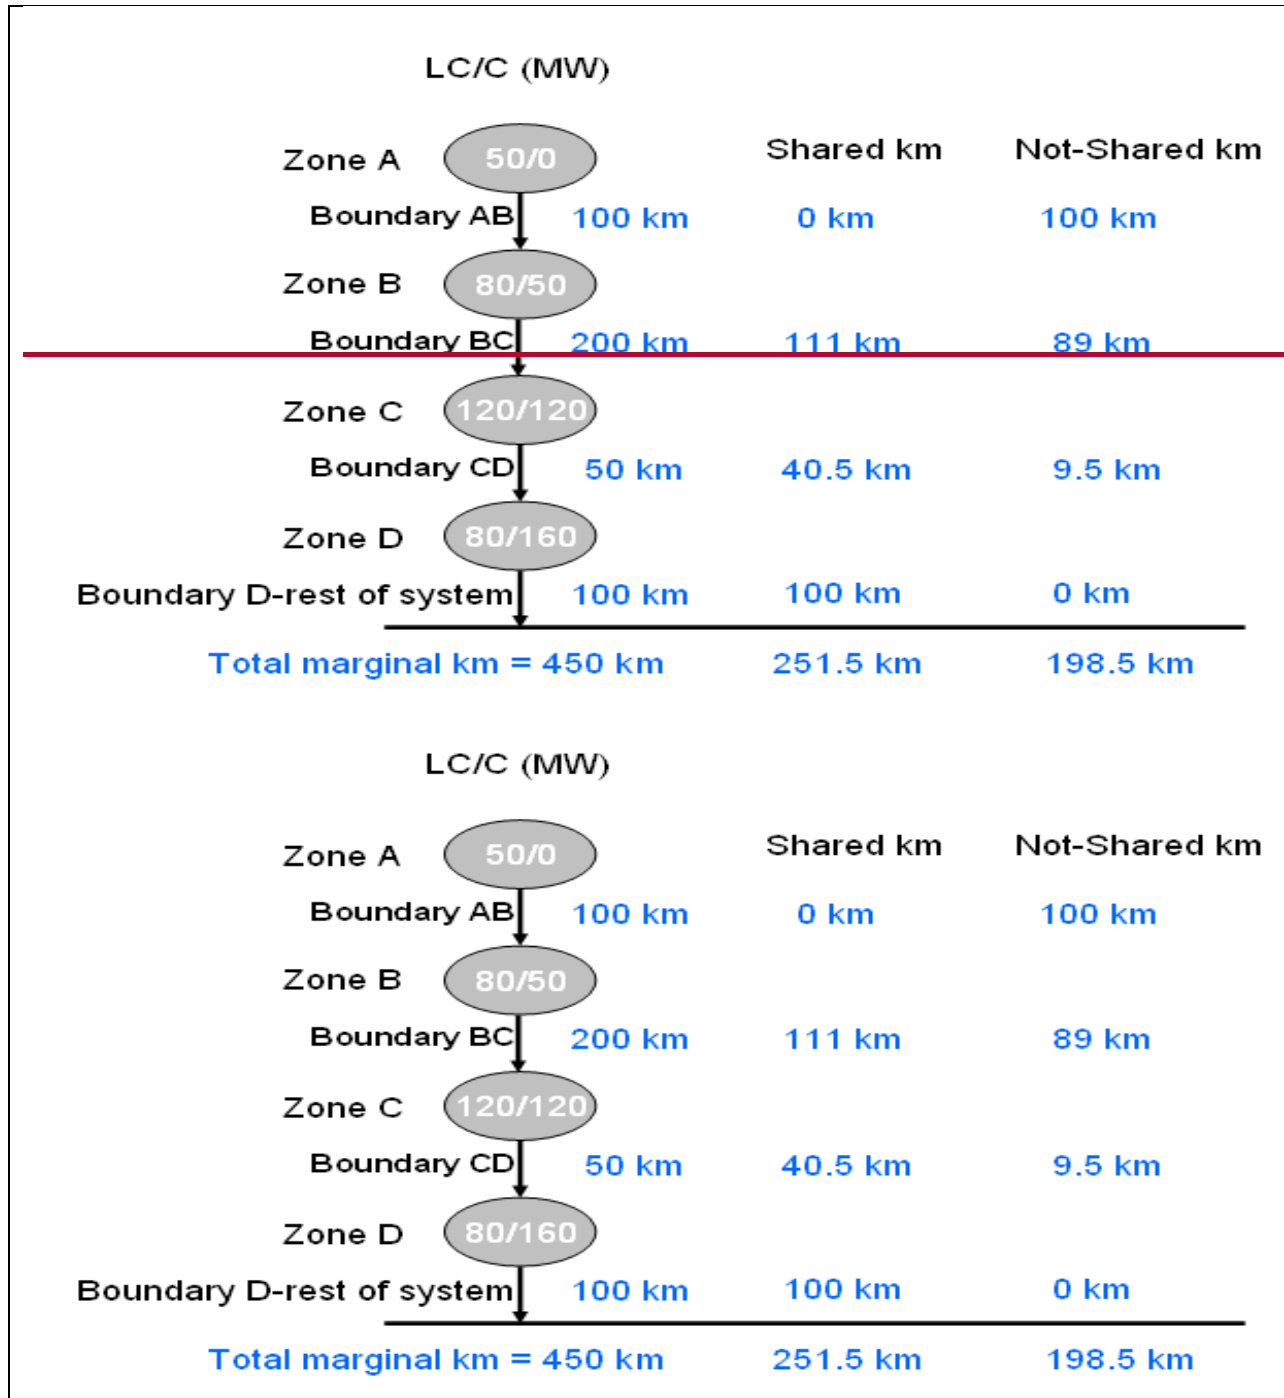 LC/C (MW)
Zone A 50/0 Shared km Not-Shared km
Boundary AB 100 km 0 km 100 km
Zone B 80/50
Boundary BC 200 km 111 km 89 km
Zone C 120/120
Boundary CD 50 km 40.5 km 9.5 km
Zone D 80/160
Boundary D-rest of system 100 km 100 km 0 km
Total marginal km = 450 km 251.5 km 198.5 km
LC/C (MW)
Zone A 50/0 Shared km Not-Shared km
Boundary AB 100 km 0 km 100 km
Zone B 80/50
Boundary BC 200 km 111 km 89 km
Zone C 120/120
Boundary CD 50 km 40.5 km 9.5 km
Zone D 80/160
Boundary D-rest of system 100 km 100 km 0 km
Total marginal km = 450 km 251.5 km 198.5 km